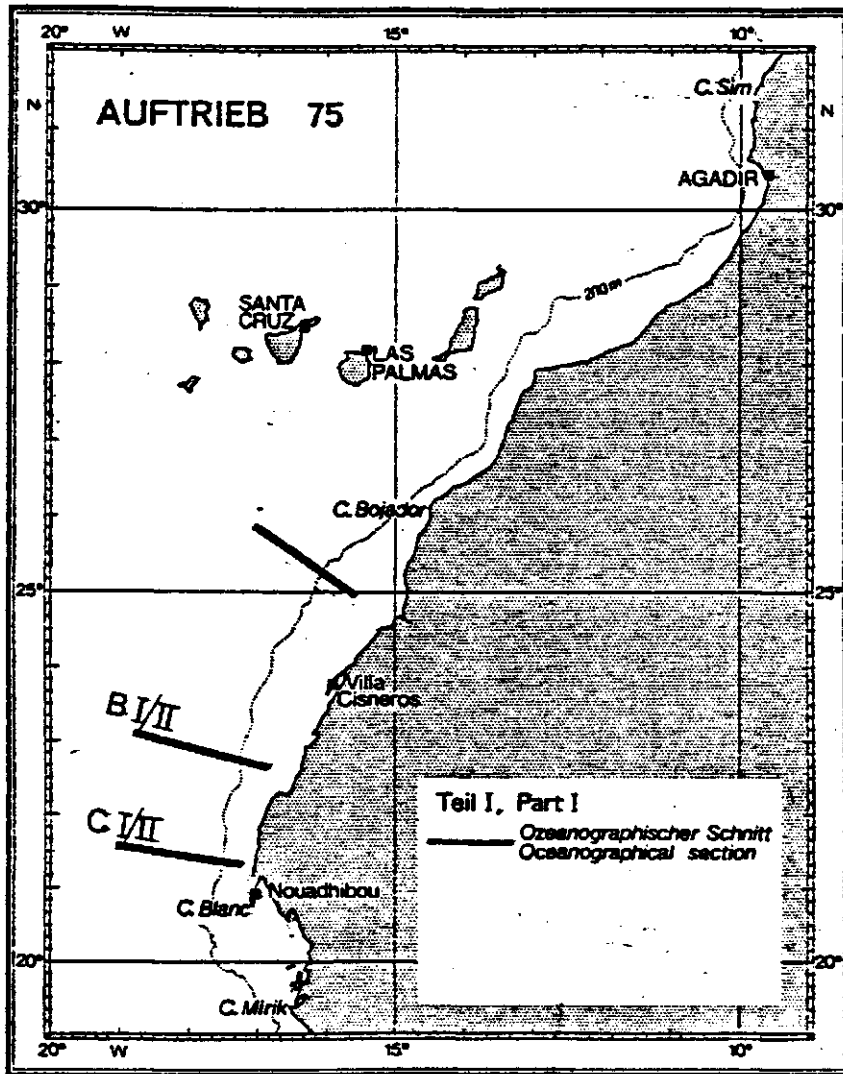 20° W 15° 10°
N N
C. Sim
AUFTRIEB 75
AGADIR
30° 30°
200m
SANTA
CRUZ
LAS
PALMAS
C. Bojador
25° 25°
Villa
Cisneros
B I/II
Teil I, Part I
C. I/II
Ozeanographischer Schnitt
Oceanographical section
Nouadhibou
C. Blanc
20° 20°
C. Mirik
20° W 15° 10°